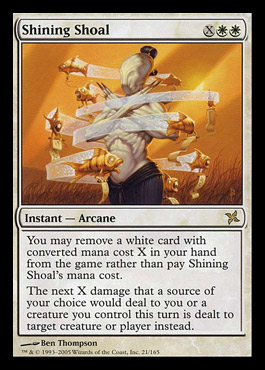 Shining Shoal XWW
Instant — Arcane
You may remove a white card with
converted mana cost X in your hand
from the game rather than pay Shining
Shoal's mana cost.
The next X damage that a source of
your choice would deal to you or a
creature you control this turn is dealt to
target creature or player instead.
Ben Thompson
™ & © 1993–2005 Wizards of the Coast, Inc. 21/165